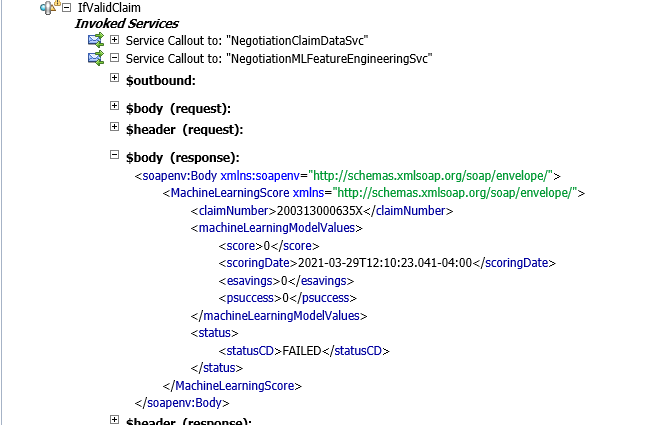 IfValidClaim
Invoked Services
Service Callout to: "NegotiationClaimDataSvc"
Service Callout to: "NegotiationMLFeatureEngineeringSvc"
$outbound:
$body (request):
$header (request):
$body (response):
<soapenv:Body xmlns:soapenv="http://schemas.xmlsoap.org/soap/envelope/">
<MachineLearningScore xmlns="http://schemas.xmlsoap.org/soap/envelope/">
<claimNumber>200313000635X</claimNumber>
<machineLearningModelValues>
<score>0</score>
<scoringDate>2021-03-29T12:10:23.041-04:00</scoringDate>
<esavings>0</esavings>
<psuccess>0</psuccess>
</machineLearningModelValues>
<status>
<statusCD>FAILED</statusCD>
</status>
</MachineLearningScore>
</soapenv:Body>
$header (response):